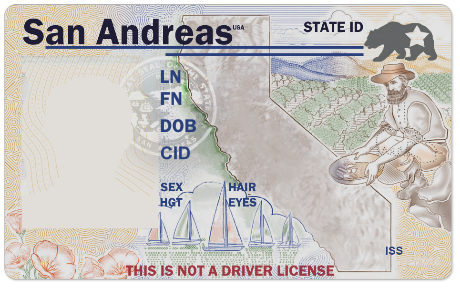 San Andreas USA STATE ID
LN
FN
DOB
CID
SEX HAIR
HGT EYES
ISS
THIS IS NOT A DRIVER LICENSE